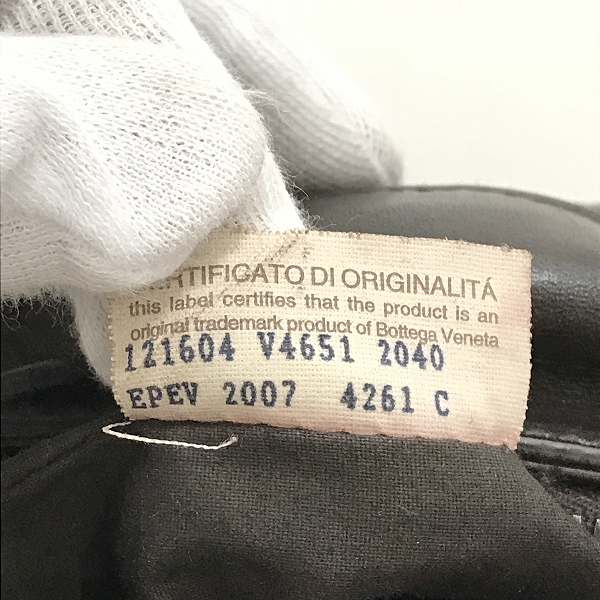 CERTIFICATO DI ORIGINALITÁ
this label certifies that the product is an
original trademark product of Bottega Veneta
121604 V4651 2040
EPEV 2007 4261 C